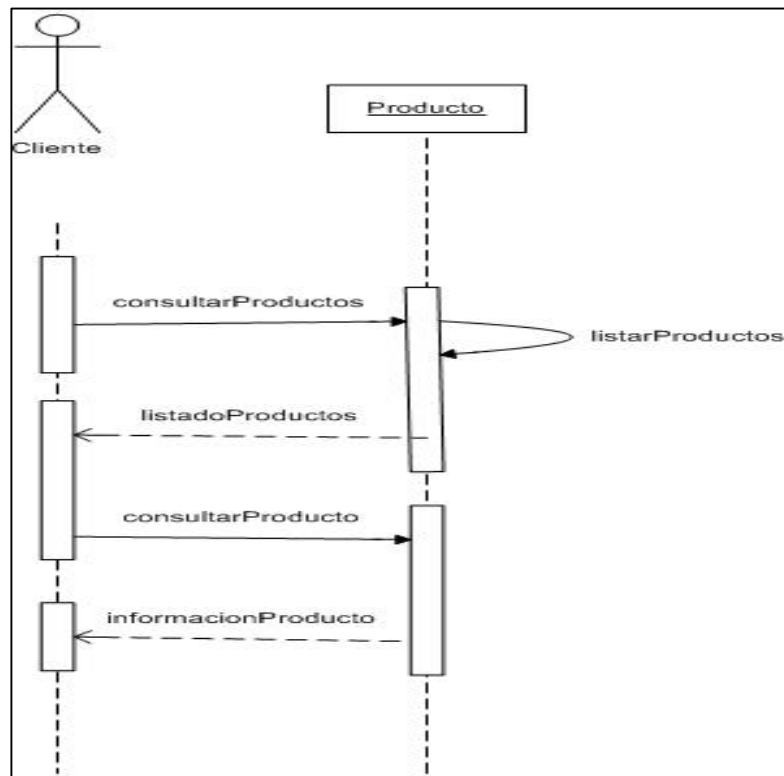 Producto
Cliente
consultarProductos
listarProductos
listadoProductos
consultarProducto
informacionProducto